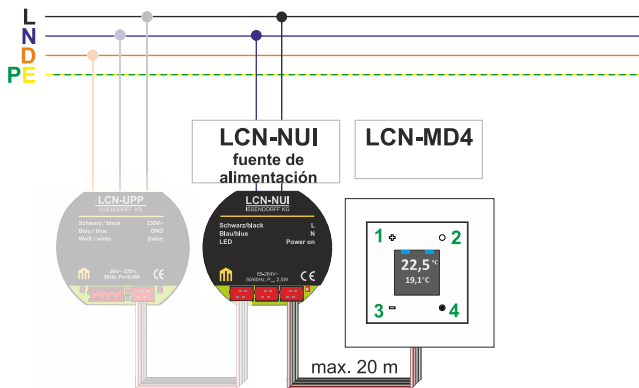 L
N
D
PE
LCN-NUI
fuente de
alimentación
LCN-MD4
LCN-UPP
ISSENDORFF KG
Schwarz / black 230V~
Blau / blue GND
Weiß / white Daten
LCN-NUI
ISSENDORFF KG
Schwarz/black L
Blau/blue N
LED Power on
CE
CE
1 2
22,5 °C
19,1°C
3 4
max. 20 m